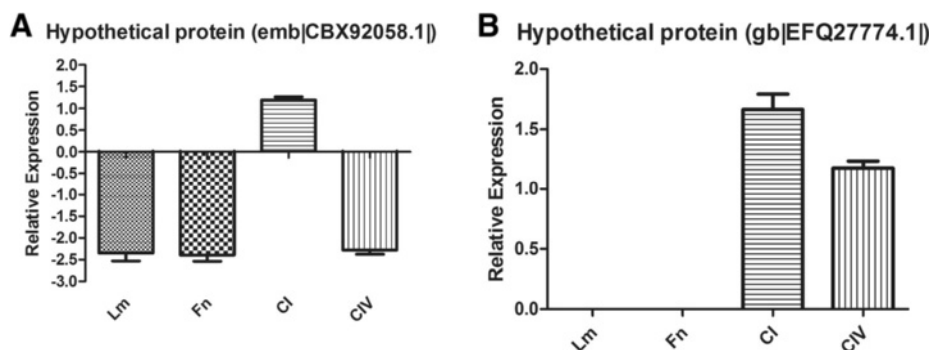 A Hypothetical protein (emb|CBX92058.1|)
Relative Expression
2.0
1.5
1.0
0.5
0.0
-0.5
-1.0
-1.5
-2.0
-2.5
-3.0
Lm Fn CI CIV
B Hypothetical protein (gb|EFQ27774.1|)
Relative Expression
2.0
1.5
1.0
0.5
0.0
Lm Fn CI CIV